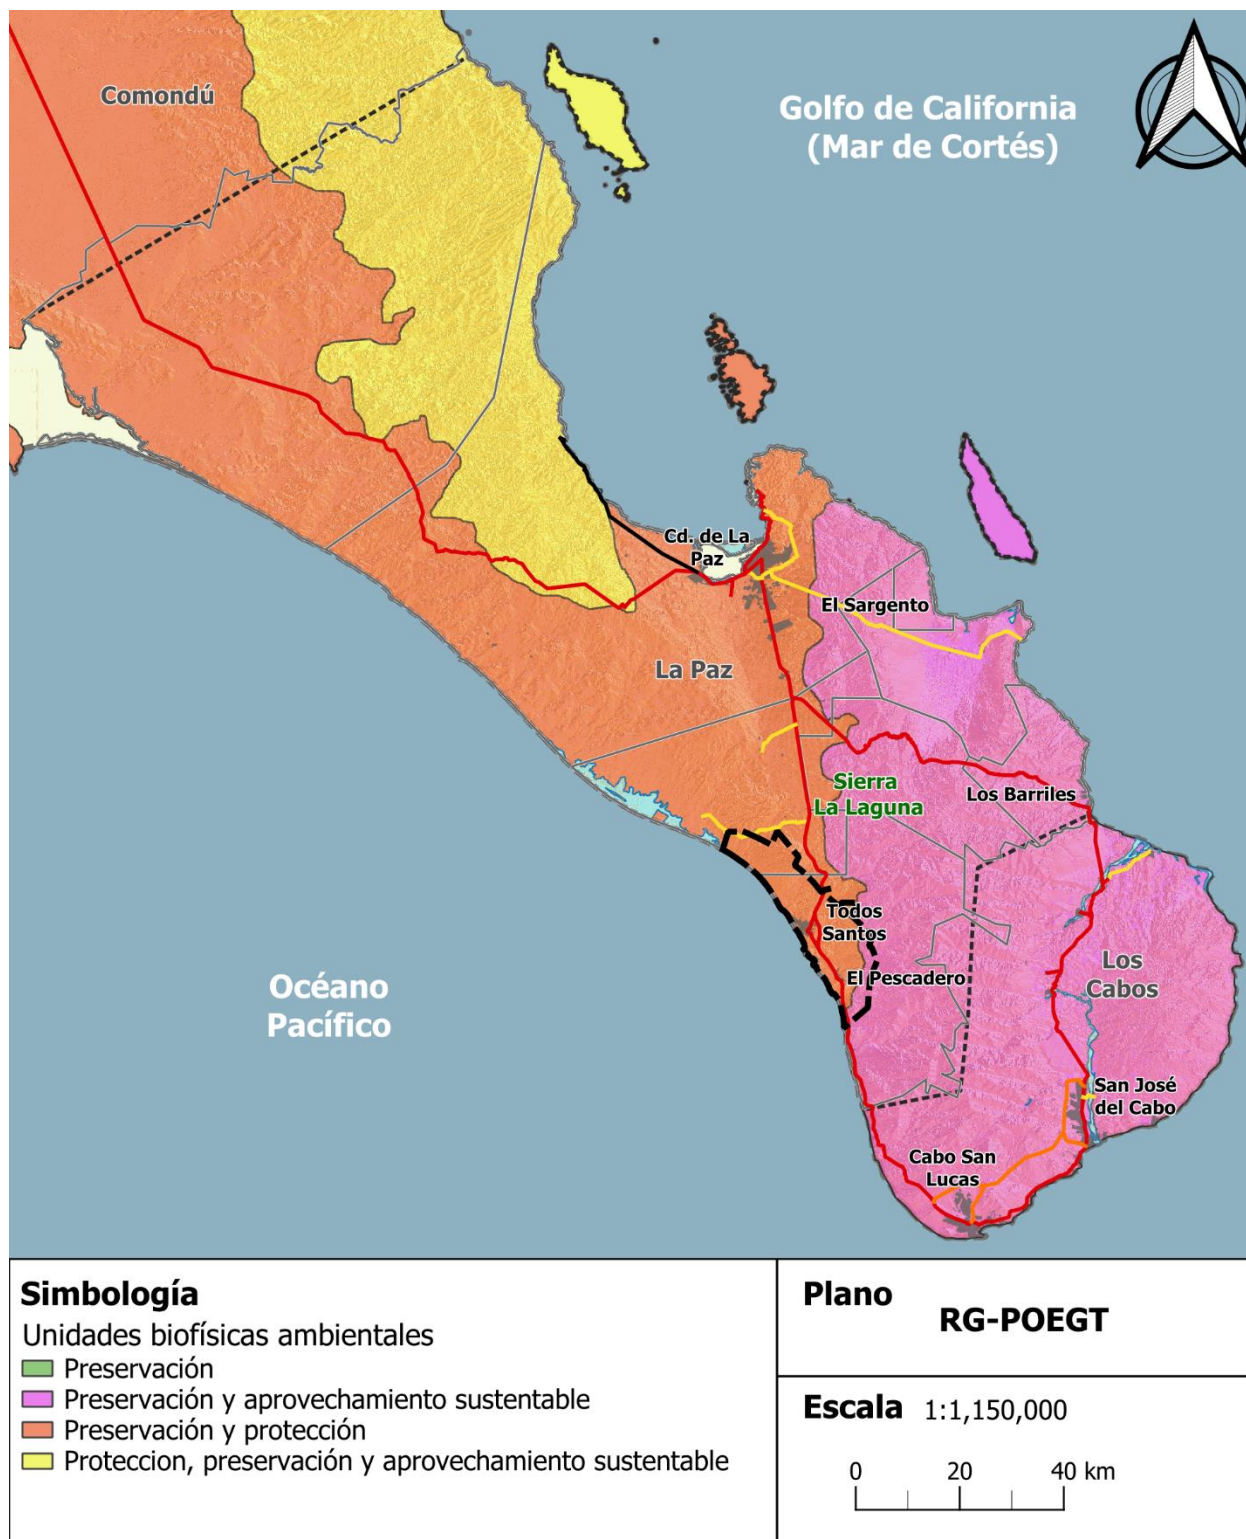 Comondú
Golfo de California
(Mar de Cortés)
Cd. de La
Paz
El Sargento
La Paz
Sierra
La Laguna
Los Barriles
Todos
Santos
El Pescadero
Los
Cabos
Océano
Pacífico
San José
del Cabo
Cabo San
Lucas
Simbología
Unidades biofísicas ambientales
Preservación
Preservación y aprovechamiento sustentable
Preservación y protección
Proteccion, preservación y aprovechamiento sustentable
Plano
RG-POEGT
Escala 1:1,150,000
0 20 40 km